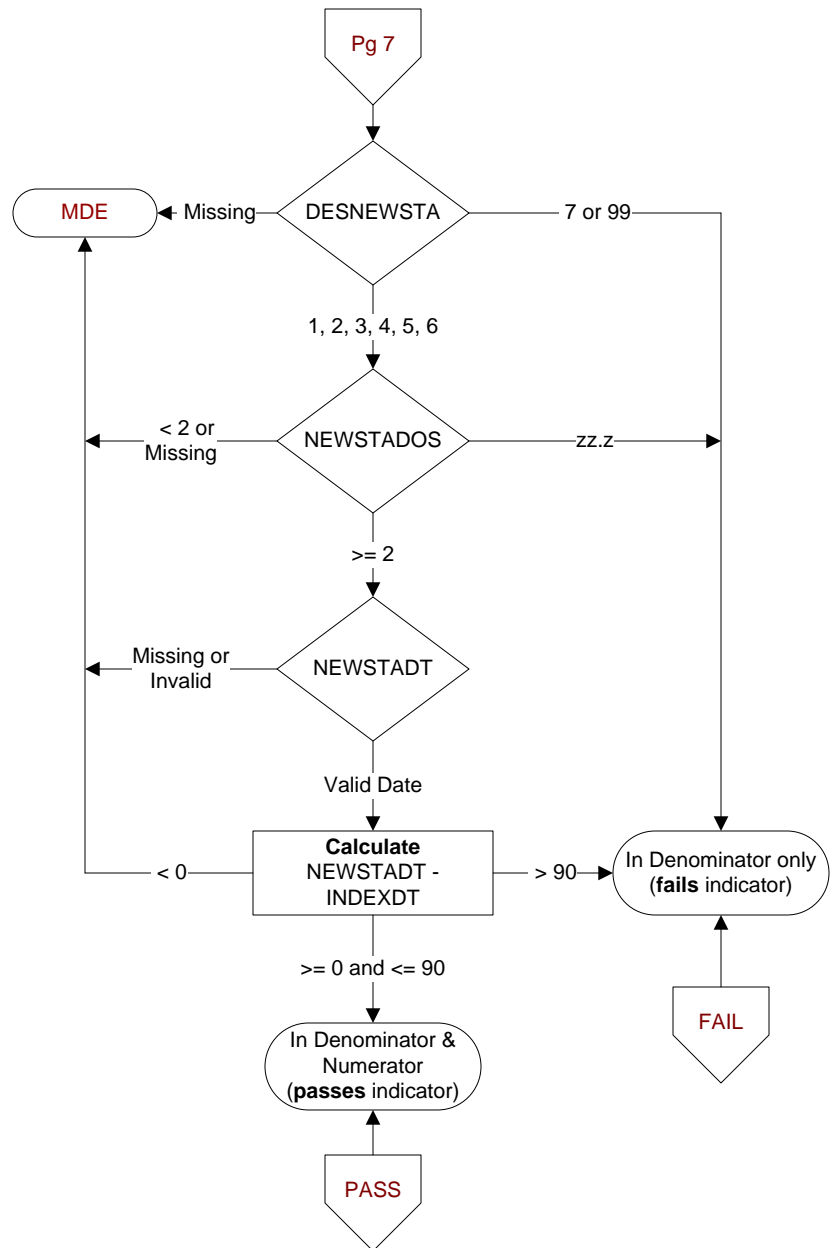 Pg 7
MDE
Missing
DESNEWSTA
7 or 99
1, 2, 3, 4, 5, 6
< 2 or
Missing
NEWSTADOS
zz.z
>= 2
Missing or
Invalid
NEWSTADT
Valid Date
< 0
Calculate
NEWSTADT -
INDEXDT
> 90
In Denominator only
(fails indicator)
>= 0 and <= 90
In Denominator &
Numerator
(passes indicator)
FAIL
PASS